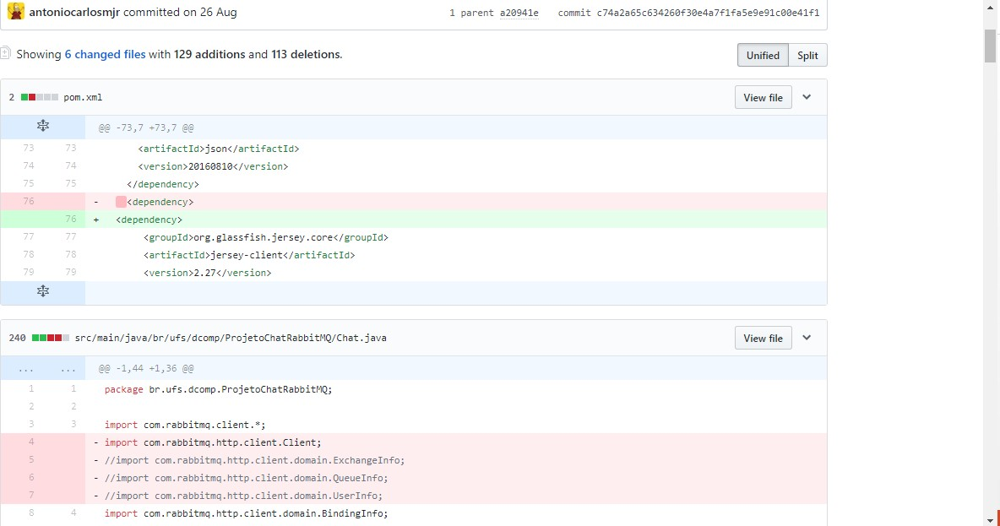 antoniocarlosmjr committed on 26 Aug 1 parent a20941e commit c74a2a65c634260f30e4a7f1fa5e9e91c00e41f1
Showing 6 changed files with 129 additions and 113 deletions. Unified Split
2 pom.xml View file
@@ -73,7 +73,7 @@
73 73 <artifactId>json</artifactId>
74 74 <version>20160810</version>
75 75 </dependency>
76 - <dependency>
76 + <dependency>
77 77 <groupId>org.glassfish.jersey.core</groupId>
78 78 <artifactId>jersey-client</artifactId>
79 79 <version>2.27</version>
240 src/main/java/br/ufs/dcomp/ProjetoChatRabbitMQ/Chat.java View file
... ... @@ -1,44 +1,36 @@
1 1 package br.ufs.dcomp.ProjetoChatRabbitMQ;
2 2
3 3 import com.rabbitmq.client.*;
4 - import com.rabbitmq.http.client.Client;
5 - //import com.rabbitmq.http.client.domain.ExchangeInfo;
6 - //import com.rabbitmq.http.client.domain.QueueInfo;
7 - //import com.rabbitmq.http.client.domain.UserInfo;
8 4 import com.rabbitmq.http.client.domain.BindingInfo;